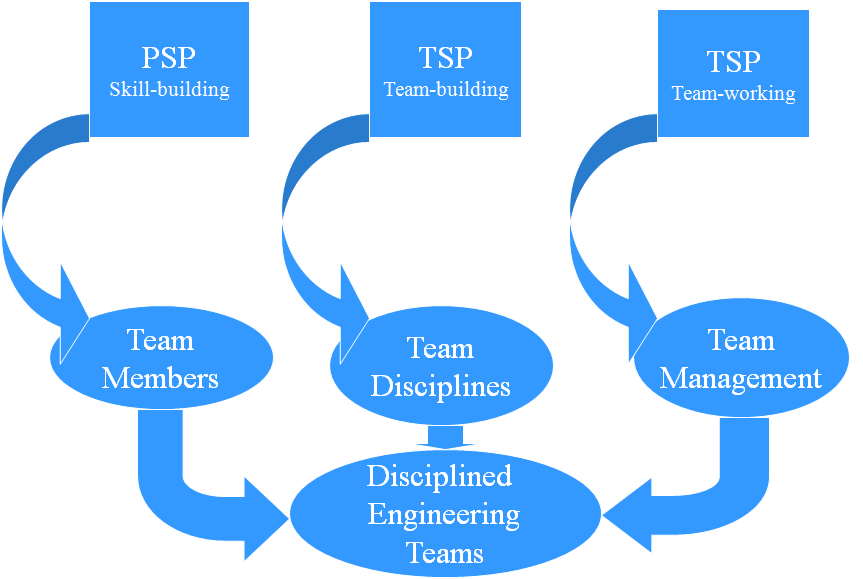 PSP
Skill-building
TSP
Team-building
TSP
Team-working
Team
Members
Team
Disciplines
Team
Management
Disciplined
Engineering
Teams